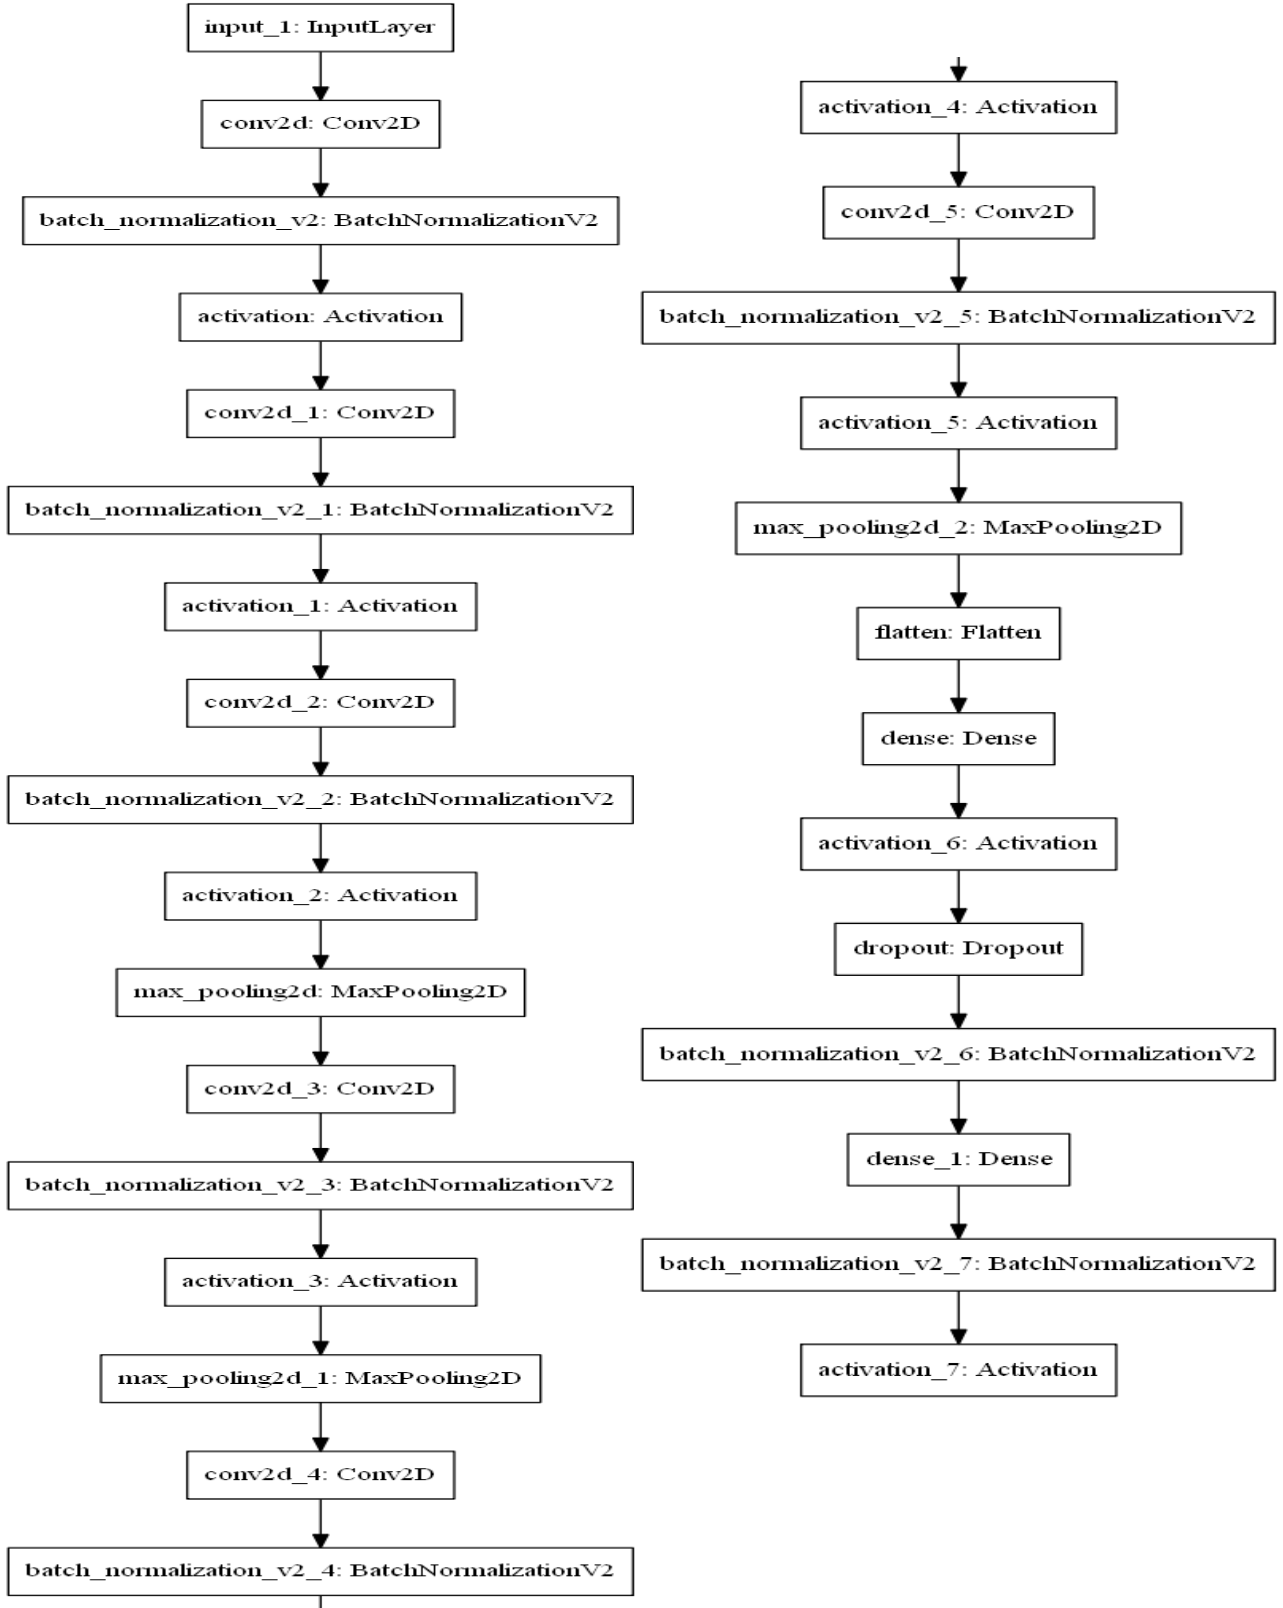 input_1: InputLayer
conv2d: Conv2D
batch_normalization_v2: BatchNormalizationV2
activation: Activation
conv2d_1: Conv2D
batch_normalization_v2_1: BatchNormalizationV2
activation_1: Activation
conv2d_2: Conv2D
batch_normalization_v2_2: BatchNormalizationV2
activation_2: Activation
max_pooling2d: MaxPooling2D
conv2d_3: Conv2D
batch_normalization_v2_3: BatchNormalizationV2
activation_3: Activation
max_pooling2d_1: MaxPooling2D
conv2d_4: Conv2D
batch_normalization_v2_4: BatchNormalizationV2
activation_4: Activation
conv2d_5: Conv2D
batch_normalization_v2_5: BatchNormalizationV2
activation_5: Activation
max_pooling2d_2: MaxPooling2D
flatten: Flatten
dense: Dense
activation_6: Activation
dropout: Dropout
batch_normalization_v2_6: BatchNormalizationV2
dense_1: Dense
batch_normalization_v2_7: BatchNormalizationV2
activation_7: Activation